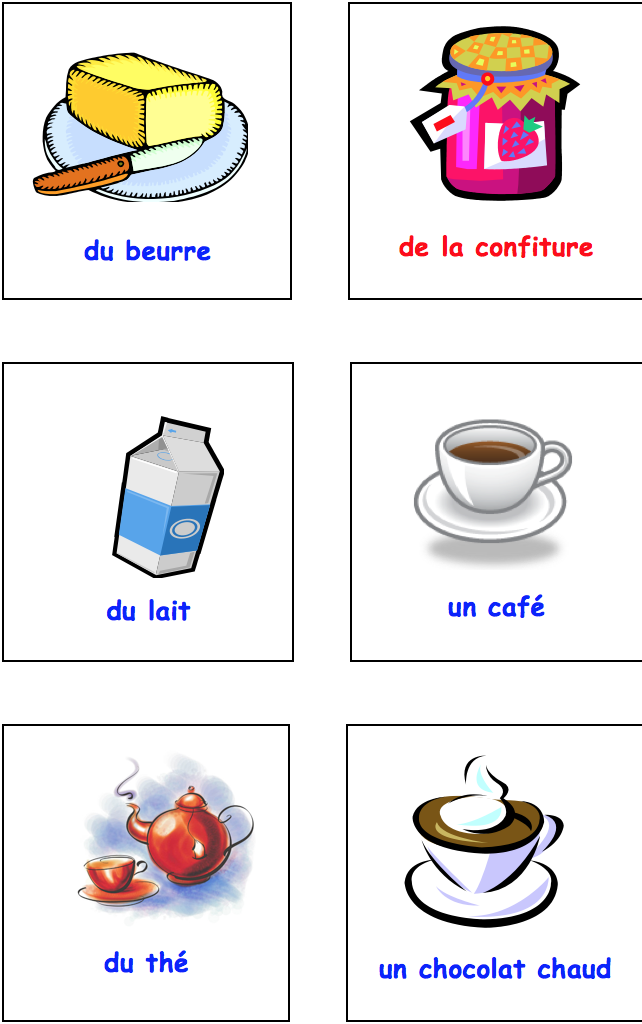 du beurre
de la confiture
du lait
un café
du thé
un chocolat chaud